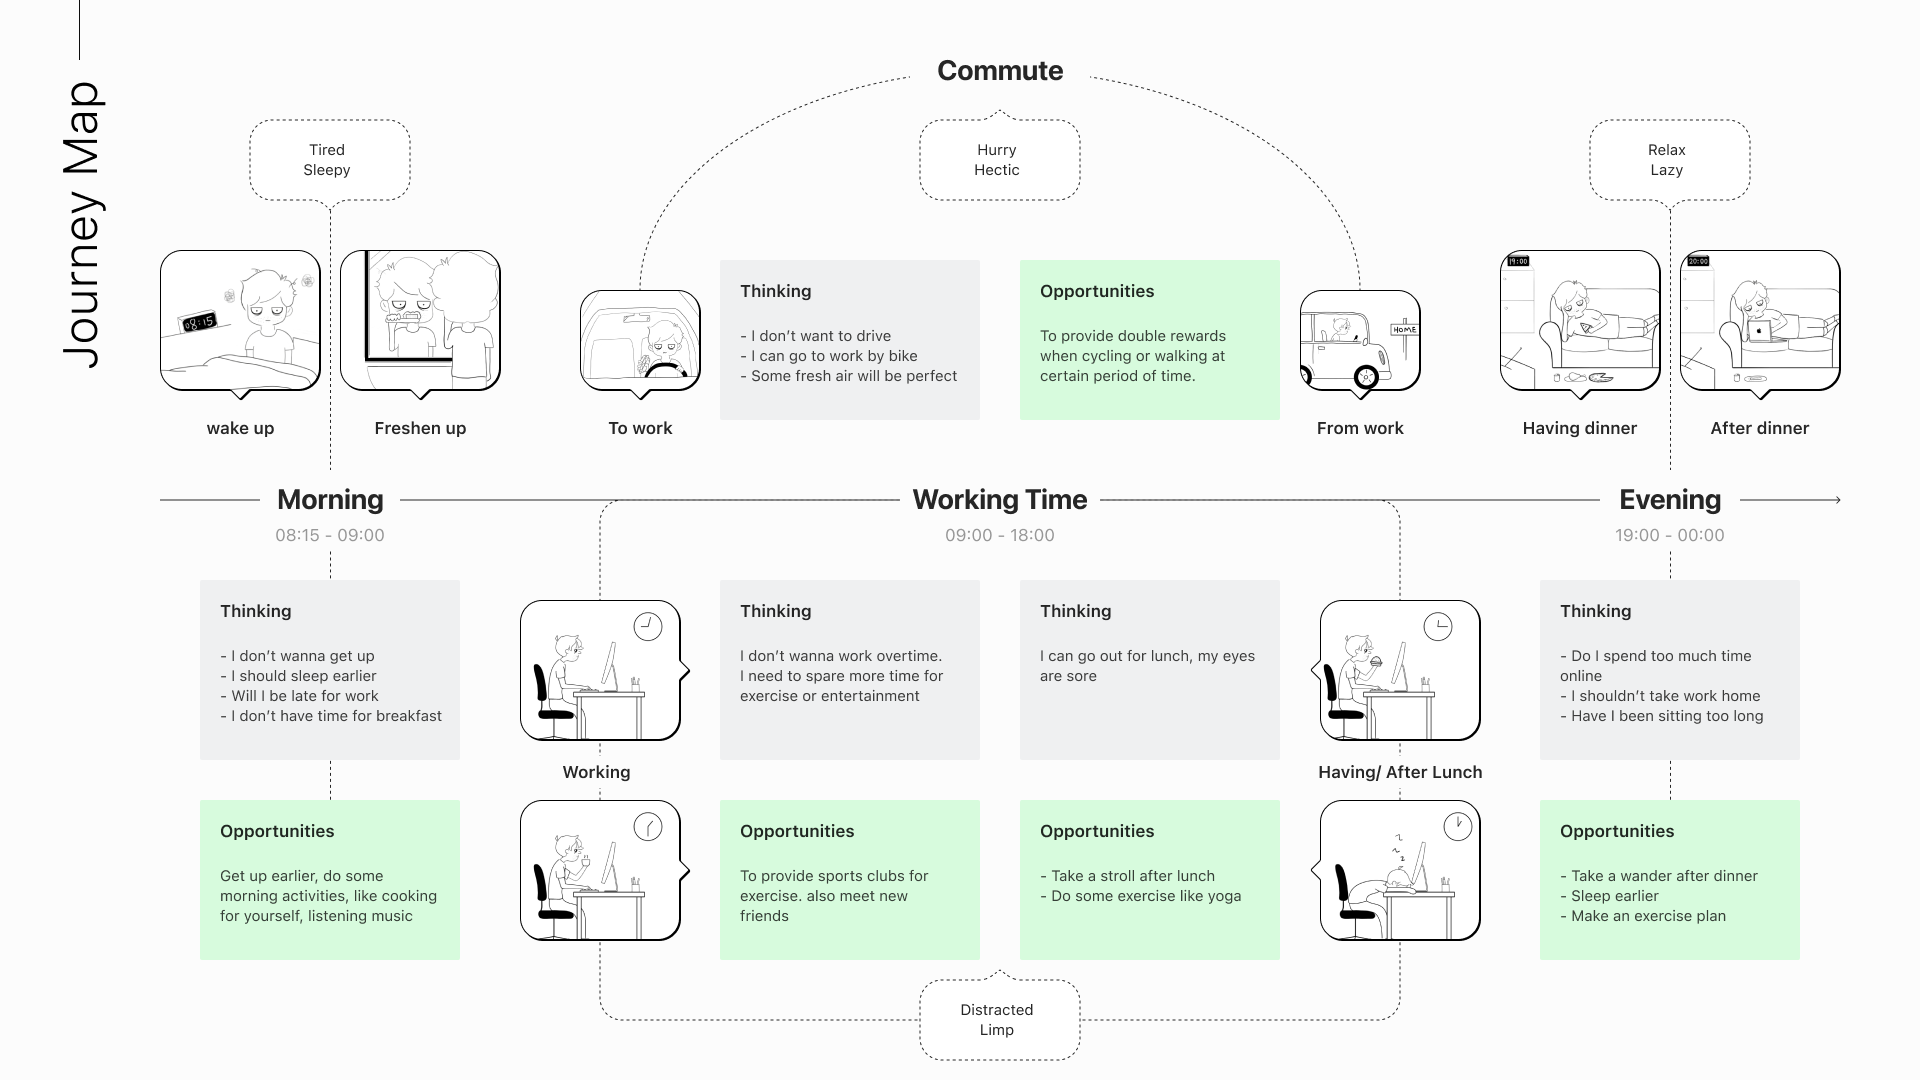 Journey Map
Commute
Tired
Sleepy
Hurry
Hectic
Relax
Lazy
08:15
wake up
Freshen up
To work
Thinking
- I don’t want to drive
- I can go to work by bike
- Some fresh air will be perfect
Opportunities
To provide double rewards
when cycling or walking at
certain period of time.
HOME
From work
19:00
Having dinner
20:00
After dinner
Morning
08:15 - 09:00
Working Time
09:00 - 18:00
Evening
19:00 - 00:00
Thinking
- I don’t wanna get up
- I should sleep earlier
- Will I be late for work
- I don’t have time for breakfast
Opportunities
Get up earlier, do some
morning activities, like cooking
for yourself, listening music
Working
Thinking
I don’t wanna work overtime.
I need to spare more time for
exercise or entertainment
Opportunities
To provide sports clubs for
exercise. also meet new
friends
Thinking
I can go out for lunch, my eyes
are sore
Opportunities
- Take a stroll after lunch
- Do some exercise like yoga
Having/ After Lunch
z
z
z
Thinking
- Do I spend too much time
online
- I shouldn’t take work home
- Have I been sitting too long
Opportunities
- Take a wander after dinner
- Sleep earlier
- Make an exercise plan
Distracted
Limp